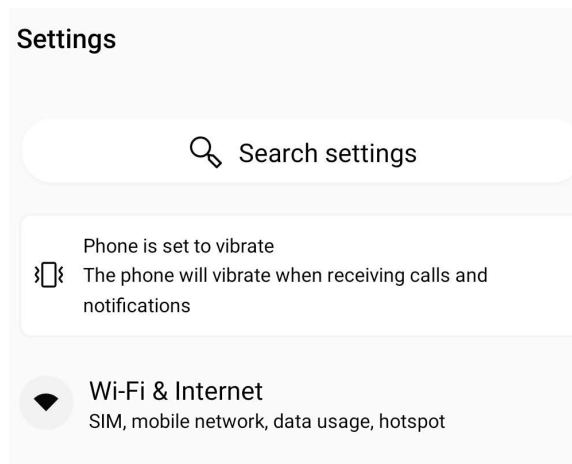 Settings
Search settings
Phone is set to vibrate
The phone will vibrate when receiving calls and
notifications
Wi-Fi & Internet
SIM, mobile network, data usage, hotspot